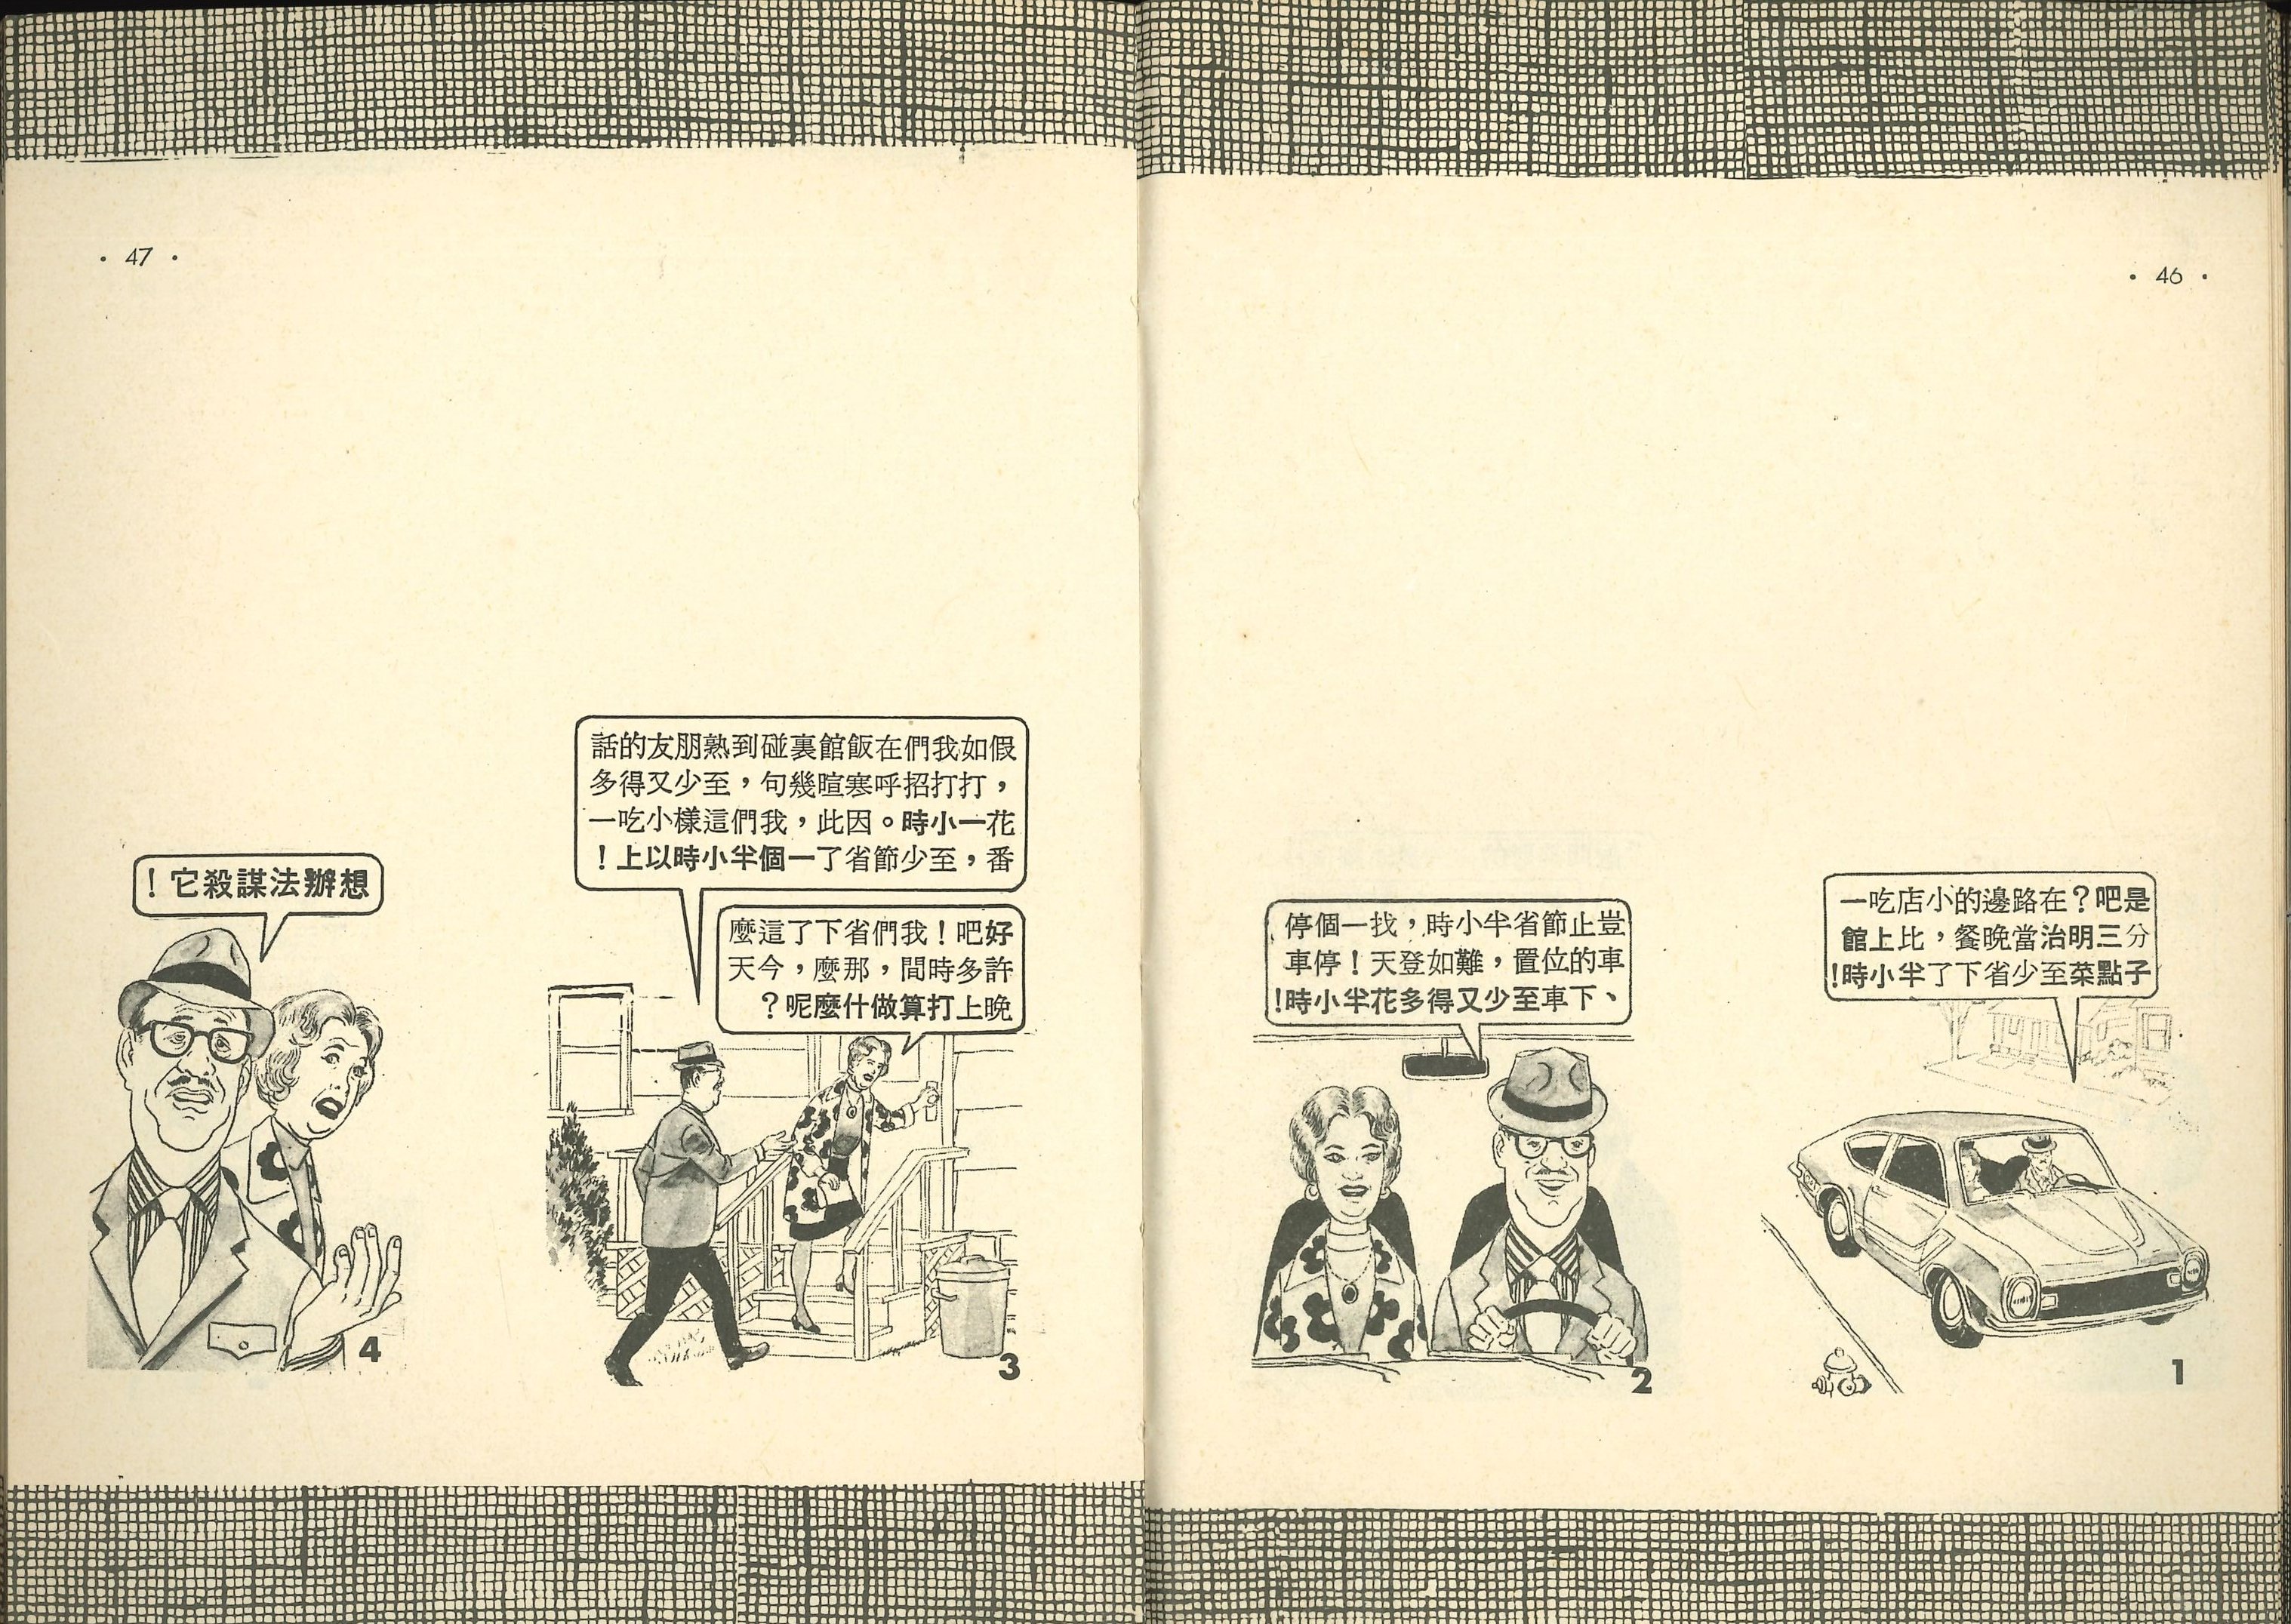 • 46 •
是吧？在路邊的小店吃一
分三明治當晚餐，比上館
子點菜至少省下了半小時!
1
豈止節省半小時，找一個停
車的位置，難如登天！停車
、下車至少又得多花半小時!
2
• 47 •
假如我們在飯館裏碰到熟朋友的話
，打打招呼寒暄幾句，至少又得多
花一小時。因此，我們這樣小吃一
番，至少節省了一個半小時以上！
好吧！我們省下了這麼
許多時間，那麼，今天
晚上打算做什麼呢？
3
想辦法謀殺它！
4